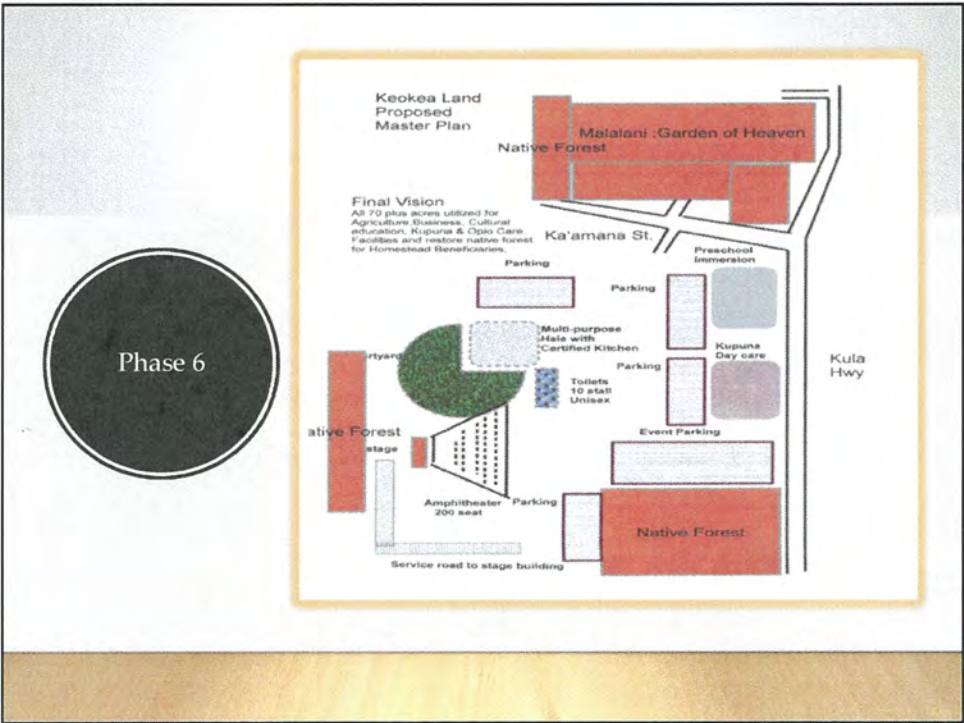 Phase 6
Keokea Land
Proposed
Master Plan
Malalani :Garden of Heaven
Native Forest
Final Vision
All 70 plus acres utilized for
Agriculture,Business, Cultural
education, Kupuna & Opio Care
Facilities and restore native forest
for Homestead Beneficiaries.
Ka'amana St.
Parking
Preschool
Immersion
Parking
Multi-purpose
Hale with
Certified Kitchen
rtyard
Kupuna
Day care
Parking
Kula
Hwy
Toilets
10 stall
Unisex
ative Forest
stage
Event Parking
Amphitheater
200 seat
Parking
Native Forest
Service road to stage building